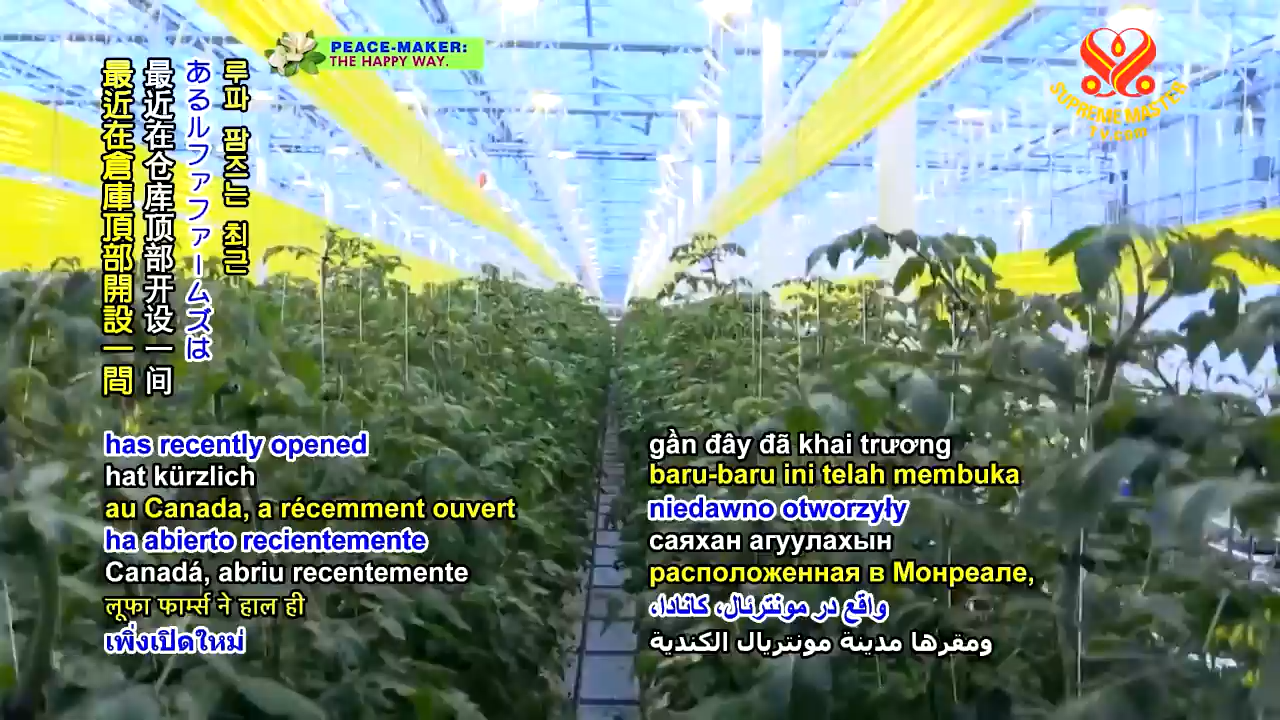 PEACE-MAKER:
THE HAPPY WAY.
SUPREME MASTER
TV.com
루파 팜즈는 최근
あるルファファームズは
最近在仓库顶部开设一间
最近在倉庫頂部開設一間
has recently opened
hat kürzlich
au Canada, a récemment ouvert
ha abierto recientemente
Canadá, abriu recentemente
लूफा फार्म्स ने हाल ही
เพิ่งเปิดใหม่
gần đây đã khai trương
baru-baru ini telah membuka
niedawno otworzyły
саяхан агуулахын
расположенная в Монреале,
واقع در مونترئال، کانادا،
ومقرها مدينة مونتريال الكندية